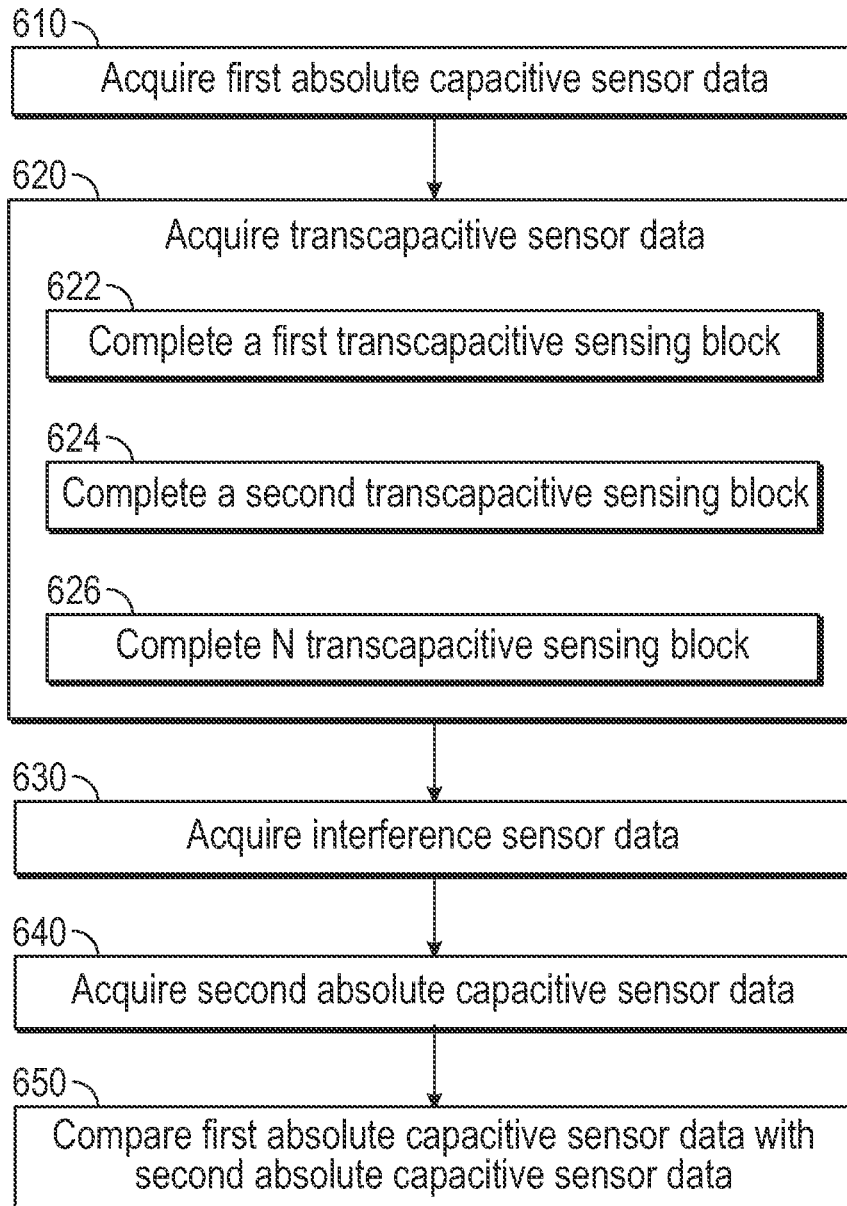 610
Acquire first absolute capacitive sensor data
620
Acquire transcapacitive sensor data
622
Complete a first transcapacitive sensing block
624
Complete a second transcapacitive sensing block
626
Complete N transcapacitive sensing block
630
Acquire interference sensor data
640
Acquire second absolute capacitive sensor data
650
Compare first absolute capacitive sensor data with
second absolute capacitive sensor data